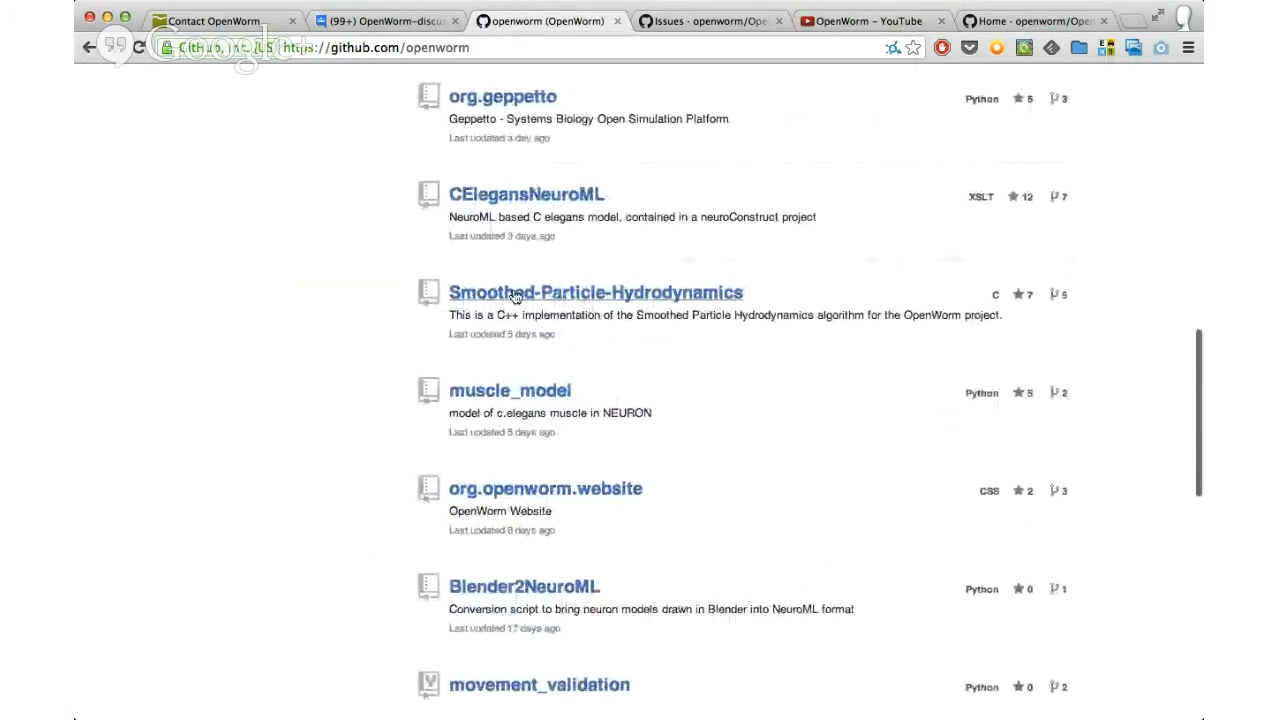 Contact OpenWorm
(99+) OpenWorm-discu
openworm (OpenWorm)
Issues · openworm/Ope
OpenWorm – YouTube
Home · openworm/Open
Google+
GitHub, Inc. [US] https://github.com/openworm
org.geppetto
Python 5 3
Geppetto - Systems Biology Open Simulation Platform
Last updated a day ago
CElegansNeuroML
XSLT 12 7
NeuroML based C elegans model, contained in a neuroConstruct project
Last updated 3 days ago
Smoothed-Particle-Hydrodynamics
C 7 5
This is a C++ implementation of the Smoothed Particle Hydrodynamics algorithm for the OpenWorm project.
Last updated 5 days ago
muscle_model
Python 5 2
model of c.elegans muscle in NEURON
Last updated 5 days ago
org.openworm.website
CSS 2 3
OpenWorm Website
Last updated 8 days ago
Blender2NeuroML
Python 0 1
Conversion script to bring neuron models drawn in Blender into NeuroML format
Last updated 17 days ago
movement_validation
Python 0 2